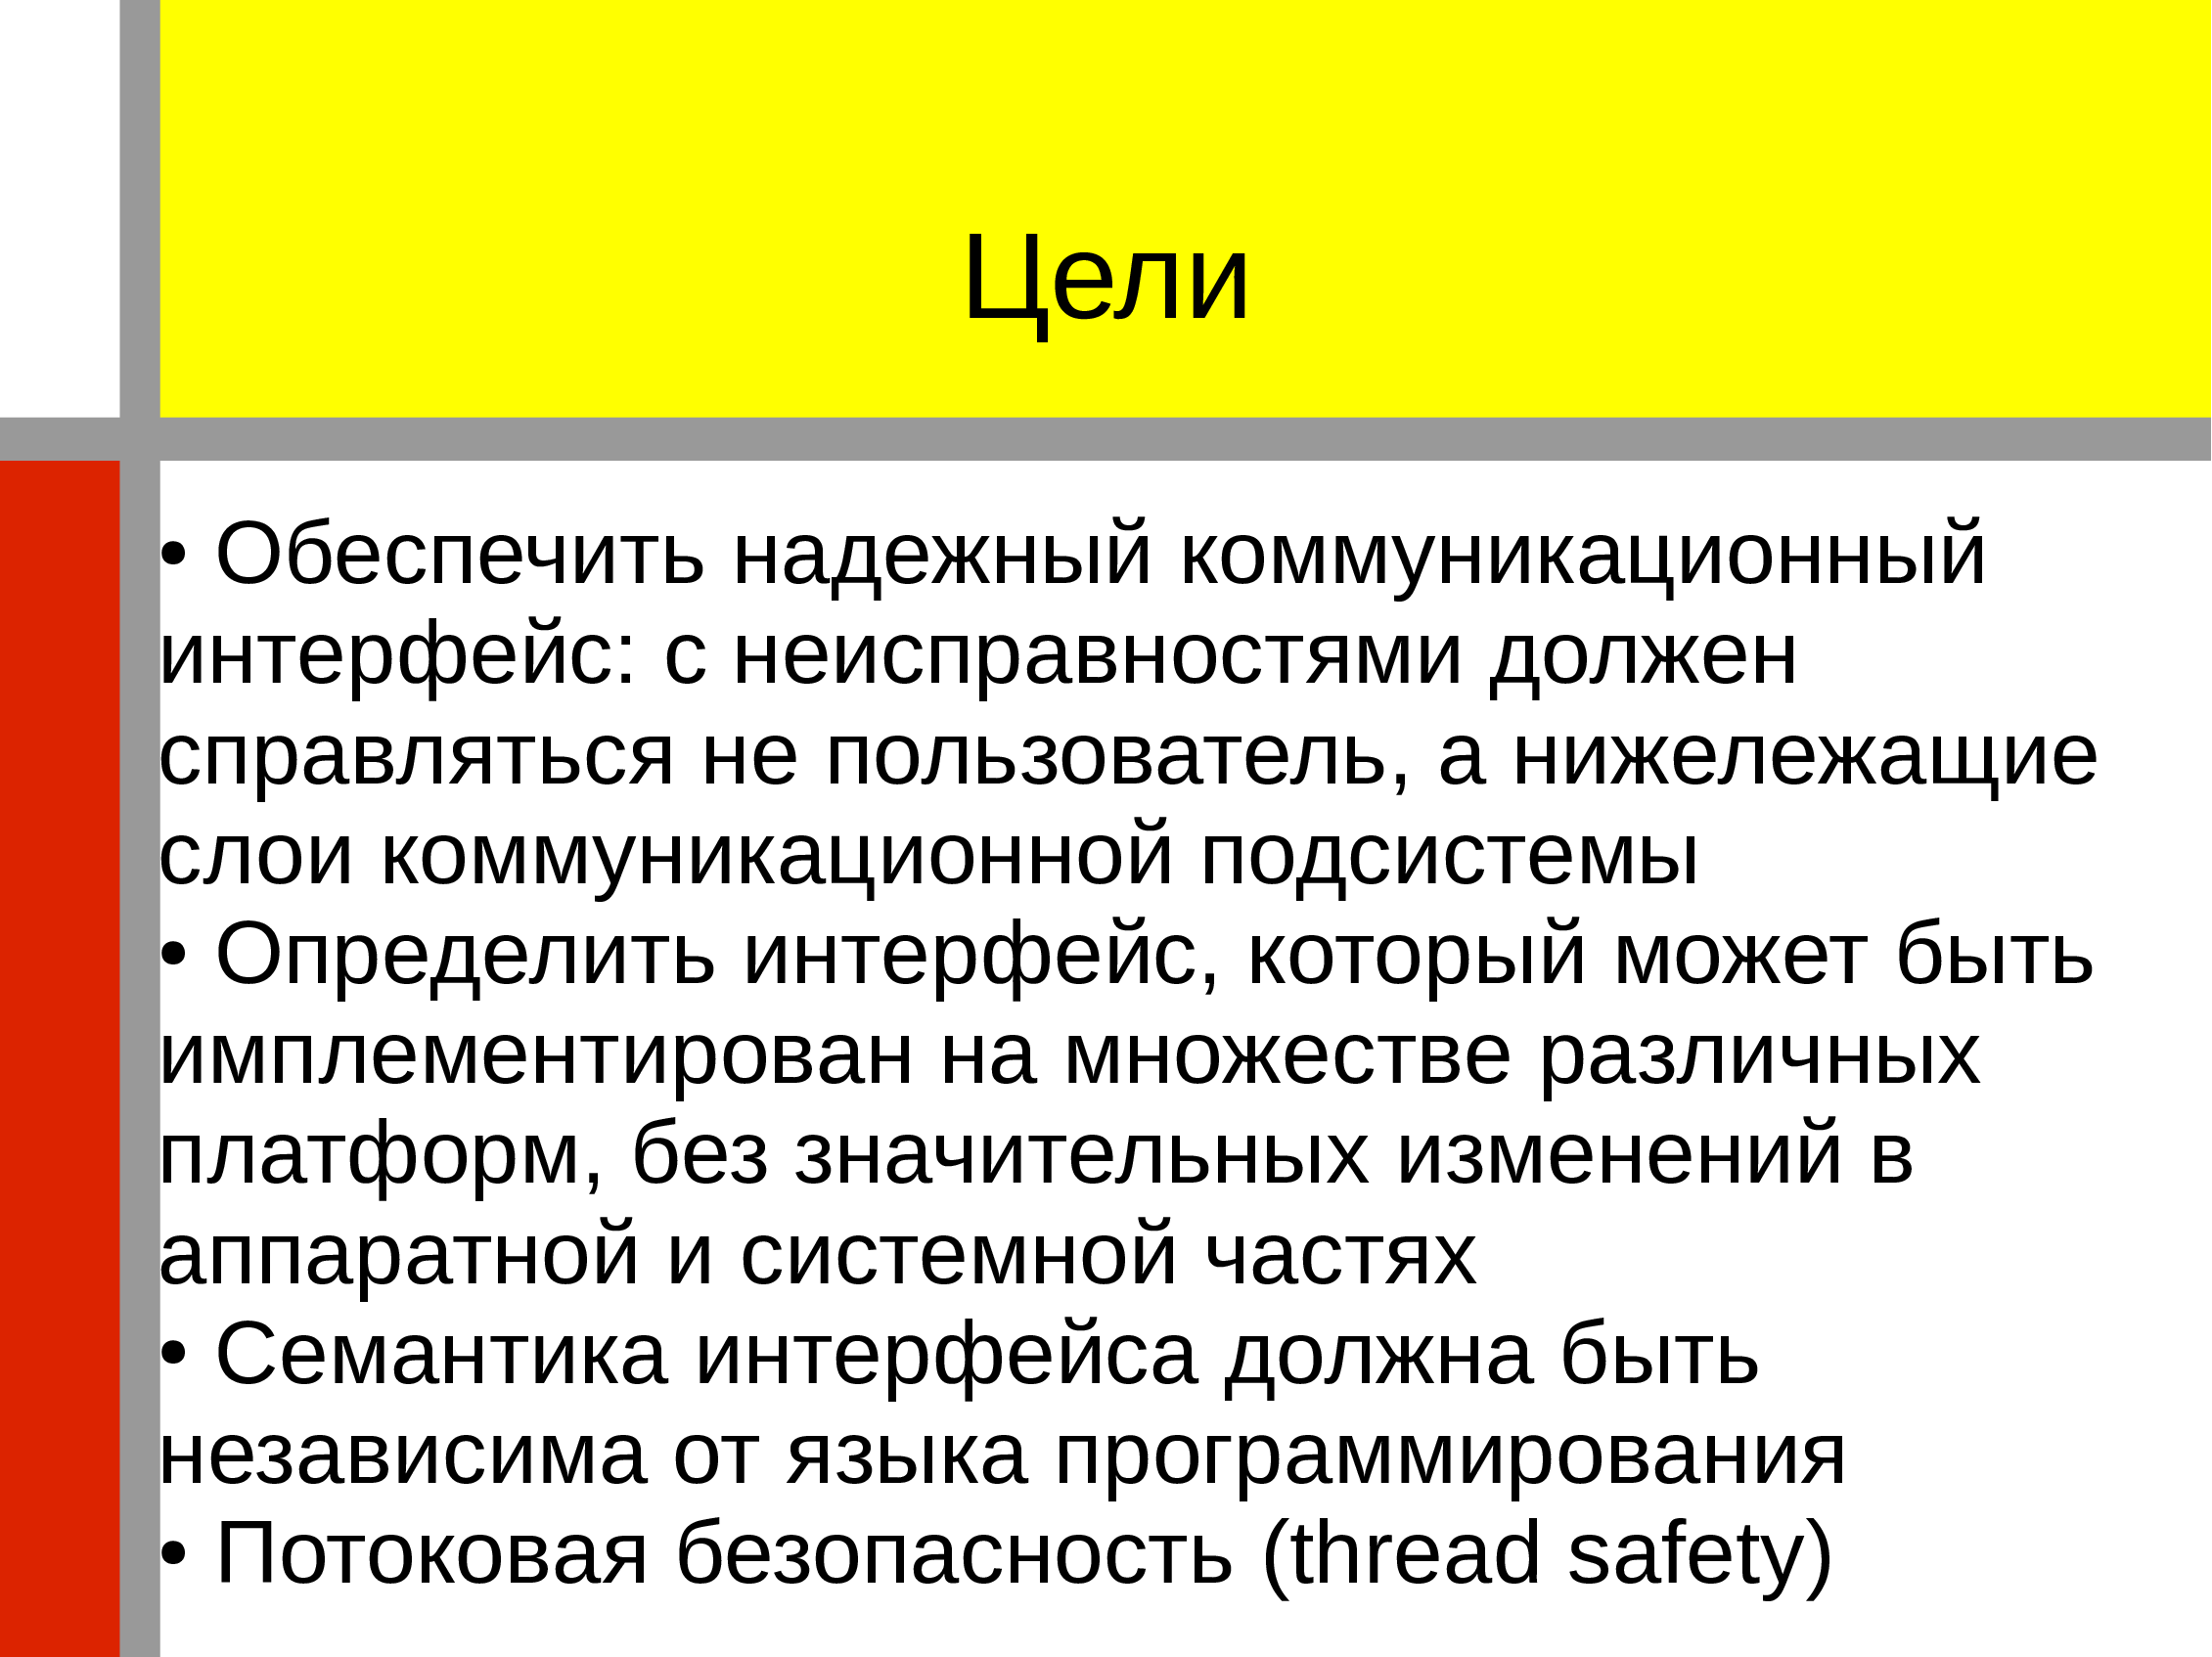 Цели
• Обеспечить надежный коммуникационный
интерфейс: с неисправностями должен
справляться не пользователь, а нижележащие
слои коммуникационной подсистемы
• Определить интерфейс, который может быть
имплементирован на множестве различных
платформ, без значительных изменений в
аппаратной и системной частях
• Семантика интерфейса должна быть
независима от языка программирования
• Потоковая безопасность (thread safety)